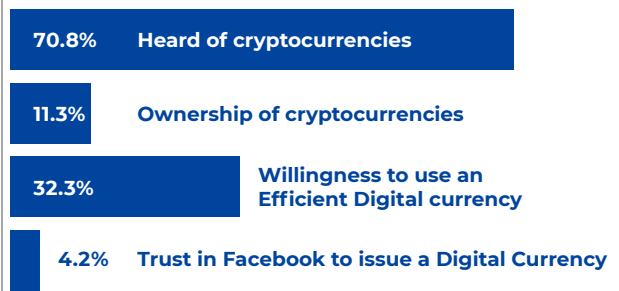 70.8% Heard of cryptocurrencies
11.3% Ownership of cryptocurrencies
32.3% Willingness to use an
Efficient Digital currency
4.2% Trust in Facebook to issue a Digital Currency